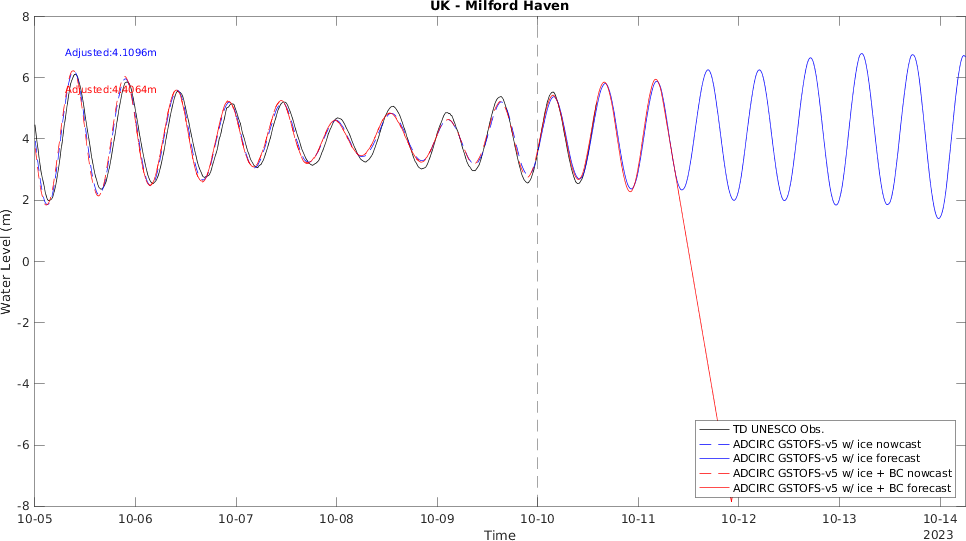 UK - Milford Haven
8
Adjusted:4.1096m
6
Adjusted:4.4064m
4
2
0
-2
-4
-6
-8
Water Level (m)
TD UNESCO Obs.
ADCIRC GSTOFS-v5 w/ ice nowcast
ADCIRC GSTOFS-v5 w/ ice forecast
ADCIRC GSTOFS-v5 w/ ice + BC nowcast
ADCIRC GSTOFS-v5 w/ ice + BC forecast
10-05 10-06 10-07 10-08 10-09 10-10 10-11 10-12 10-13 10-14
Time
2023